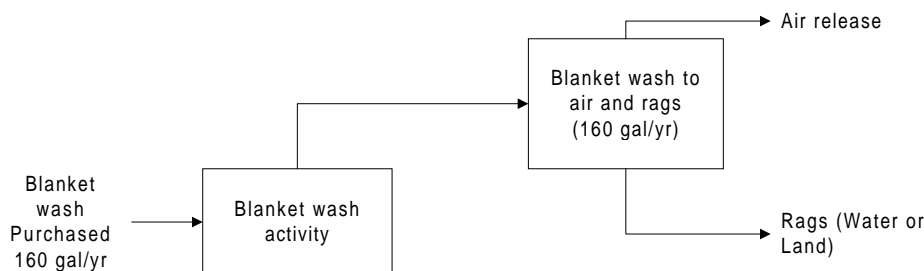 Air release
Blanket wash to
air and rags
(160 gal/yr)
Blanket
wash
Purchased
160 gal/yr
Blanket wash
activity
Rags (Water or
Land)